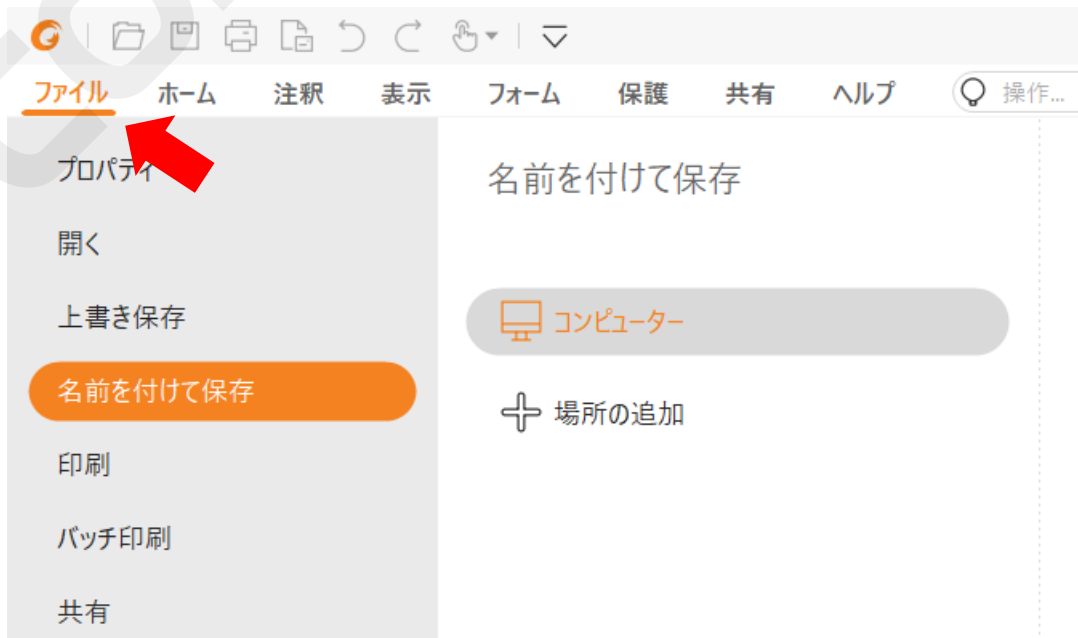 ファイル ホーム 注釈 表示 フォーム 保護 共有 ヘルプ 操作...
プロパティ
開く
上書き保存
名前を付けて保存
印刷
バッチ印刷
共有
名前を付けて保存
コンピューター
場所の追加